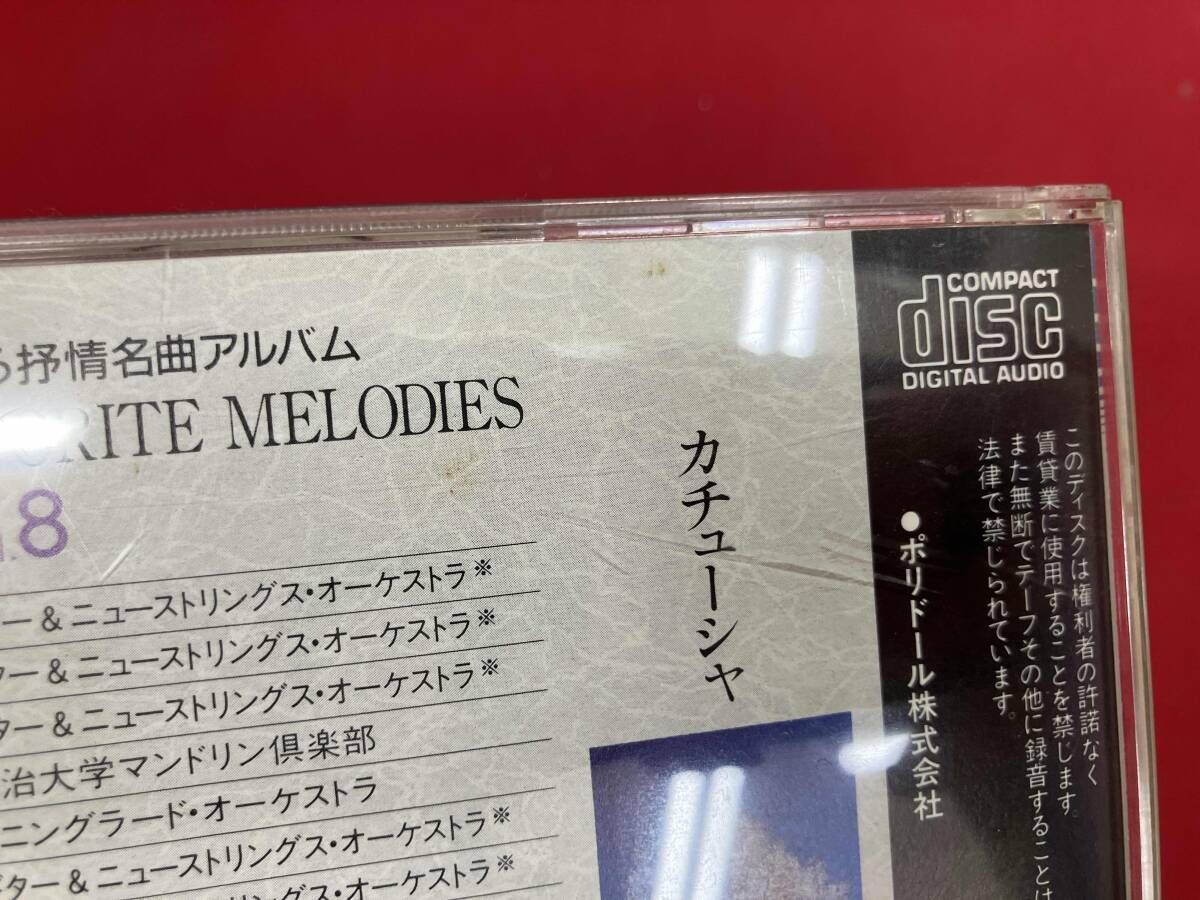 う抒情名曲アルバム
ORITE MELODIES
.8
ター&ニューストリングス・オーケストラ※
ター&ニューストリングス・オーケストラ※
ター&ニューストリングス・オーケストラ※
治大学マンドリン倶楽部
ニングラード・オーケストラ
ター&ニューストリングス・オーケストラ※
ングス・オーケストラ※
カチューシャ
COMPACT
disc
DIGITAL AUDIO
このディスクは権利者の許諾なく
賃貸業に使用することを禁じます。
また無断でテープその他に録音することは
法律で禁じられています。
●ポリドール株式会社